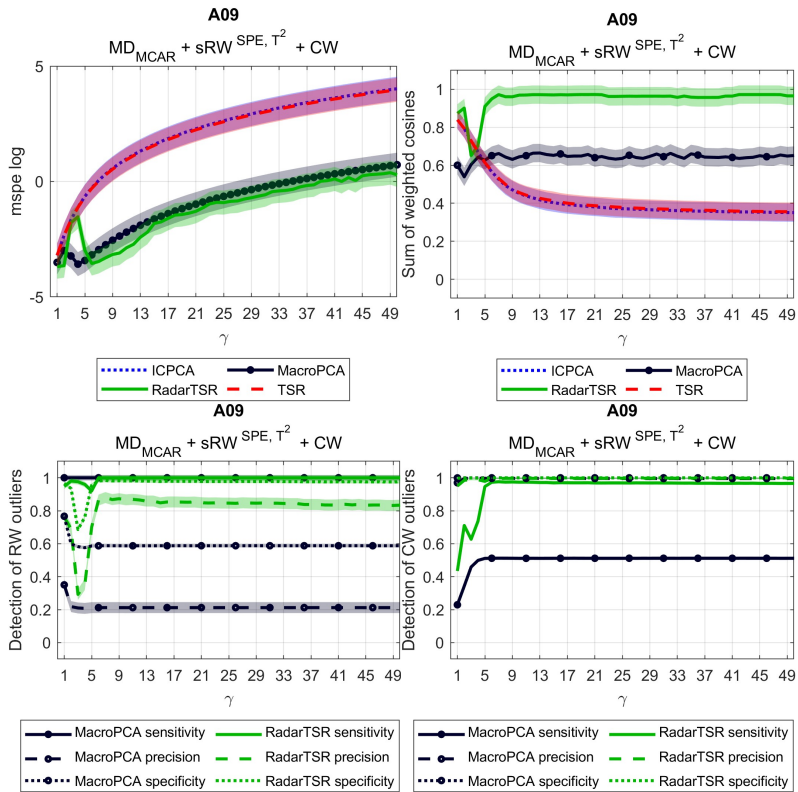 A09
MD_MCAR + sRW^SPE, T^2 + CW
mspe log
5
0
-5
1 5 9 13 17 21 25 29 33 37 41 45 49
γ
ICPCA
MacroPCA
RadarTSR
TSR
A09
MD_MCAR + sRW^SPE, T^2 + CW
Sum of weighted cosines
1
0.8
0.6
0.4
0.2
0
1 5 9 13 17 21 25 29 33 37 41 45 49
γ
ICPCA
MacroPCA
RadarTSR
TSR
A09
MD_MCAR + sRW^SPE, T^2 + CW
Detection of RW outliers
1
0.8
0.6
0.4
0.2
0
1 5 9 13 17 21 25 29 33 37 41 45 49
γ
MacroPCA sensitivity
RadarTSR sensitivity
MacroPCA precision
RadarTSR precision
MacroPCA specificity
RadarTSR specificity
A09
MD_MCAR + sRW^SPE, T^2 + CW
Detection of CW outliers
1
0.8
0.6
0.4
0.2
0
1 5 9 13 17 21 25 29 33 37 41 45 49
γ
MacroPCA sensitivity
RadarTSR sensitivity
MacroPCA precision
RadarTSR precision
MacroPCA specificity
RadarTSR specificity